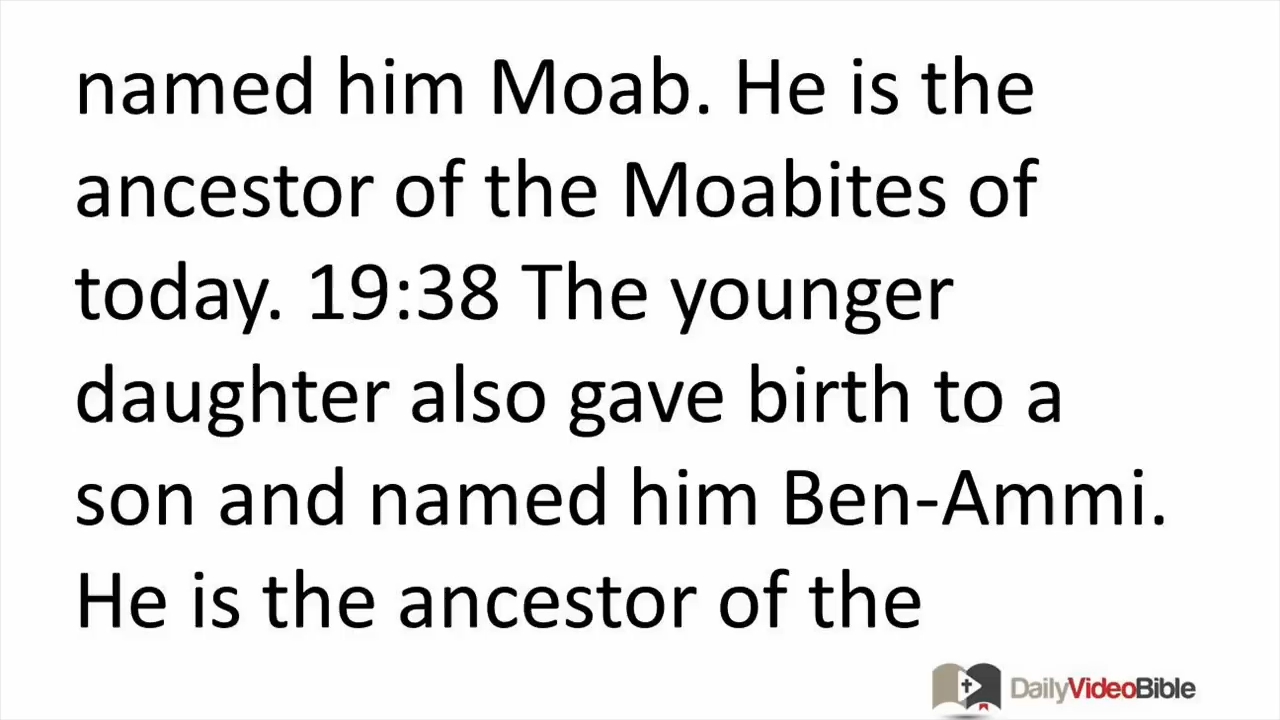 named him Moab. He is the
ancestor of the Moabites of
today. 19:38 The younger
daughter also gave birth to a
son and named him Ben-Ammi.
He is the ancestor of the
DailyVideoBible